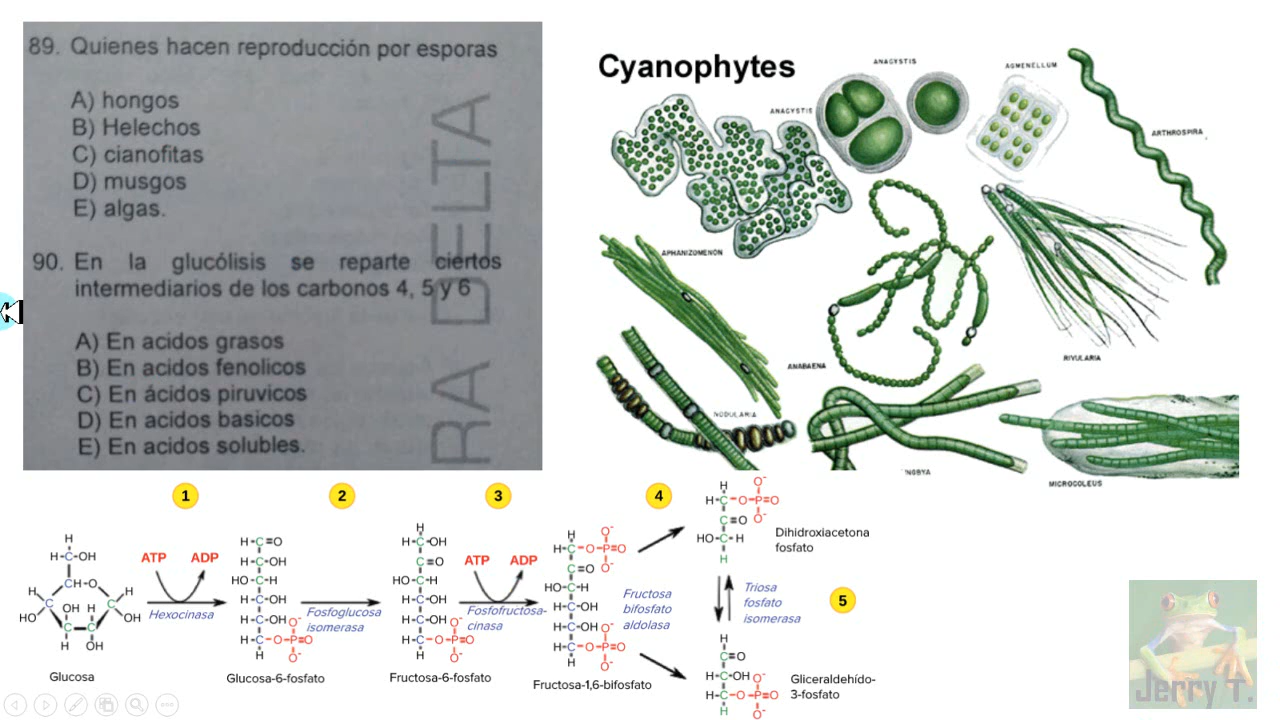 89. Quienes hacen reproducción por esporas
A) hongos
B) Helechos
C) cianofitas
D) musgos
E) algas.
90. En la glucólisis se reparte ciertos
intermediarios de los carbonos 4, 5 y 6
A) En acidos grasos
B) En acidos fenolicos
C) En ácidos piruvicos
D) En acidos basicos
E) En acidos solubles.
RA DELTA
Cyanophytes
ANACYSTIS
AGMENELLUM
ANACYSTIS
ARTHROSPIRA
APHANIZOMENON
RIVULARIA
ANABAENA
NODULARIA
NGBYA
MICROCOLEUS
1
2
3
4
ATP ADP
Hexocinasa
Fosfoglucosa
isomerasa
ATP ADP
Fosfofructosa-
cinasa
Fructosa
bifosfato
aldolasa
Dihidroxiacetona
fosfato
Triosa
fosfato
isomerasa
5
Glucosa
Glucosa-6-fosfato
Fructosa-6-fosfato
Fructosa-1,6-bifosfato
Gliceraldehído-
3-fosfato
Jerry T.